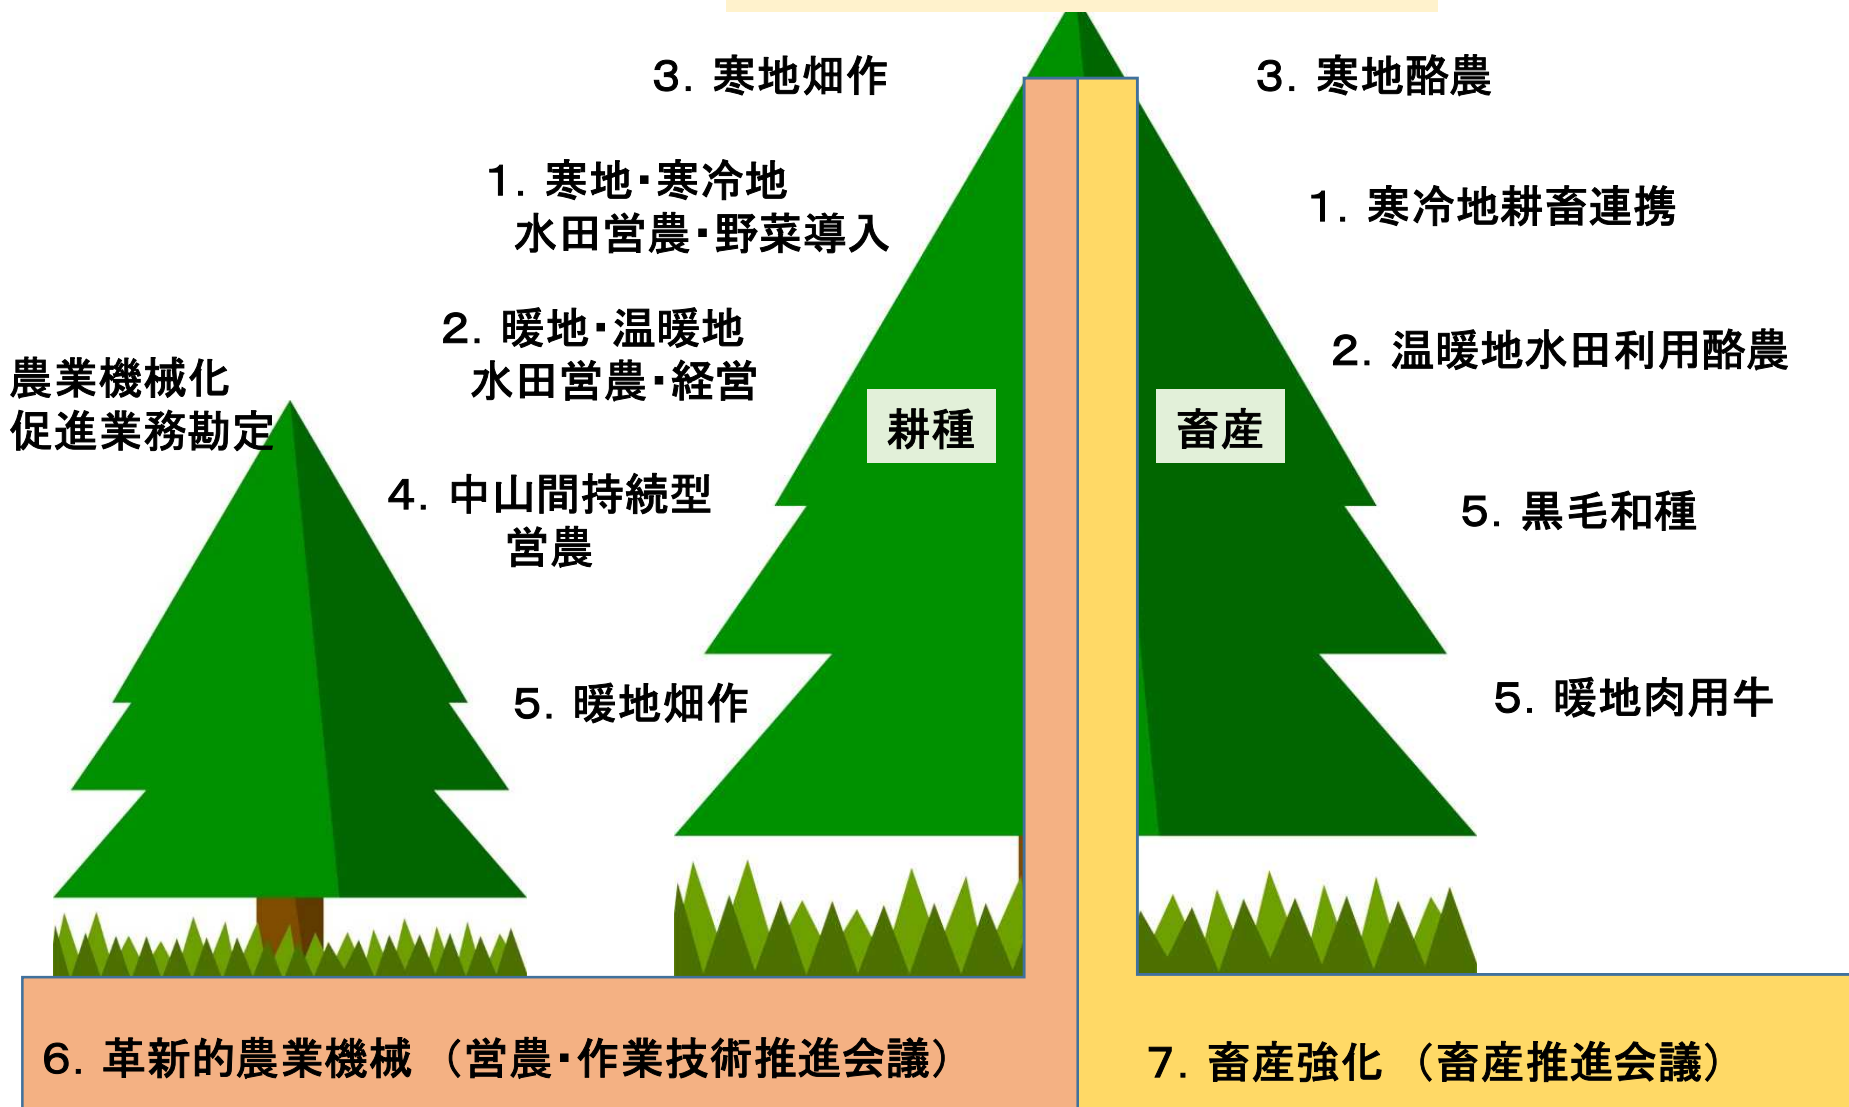 3．寒地畑作
3．寒地酪農
1．寒地・寒冷地
水田営農・野菜導入
1．寒冷地耕畜連携
2．暖地・温暖地
水田営農・経営
2．温暖地水田利用酪農
農業機械化
促進業務勘定
耕種
畜産
4．中山間持続型
営農
5．黒毛和種
5．暖地畑作
5．暖地肉用牛
6．革新的農業機械 （営農・作業技術推進会議）
7．畜産強化 （畜産推進会議）